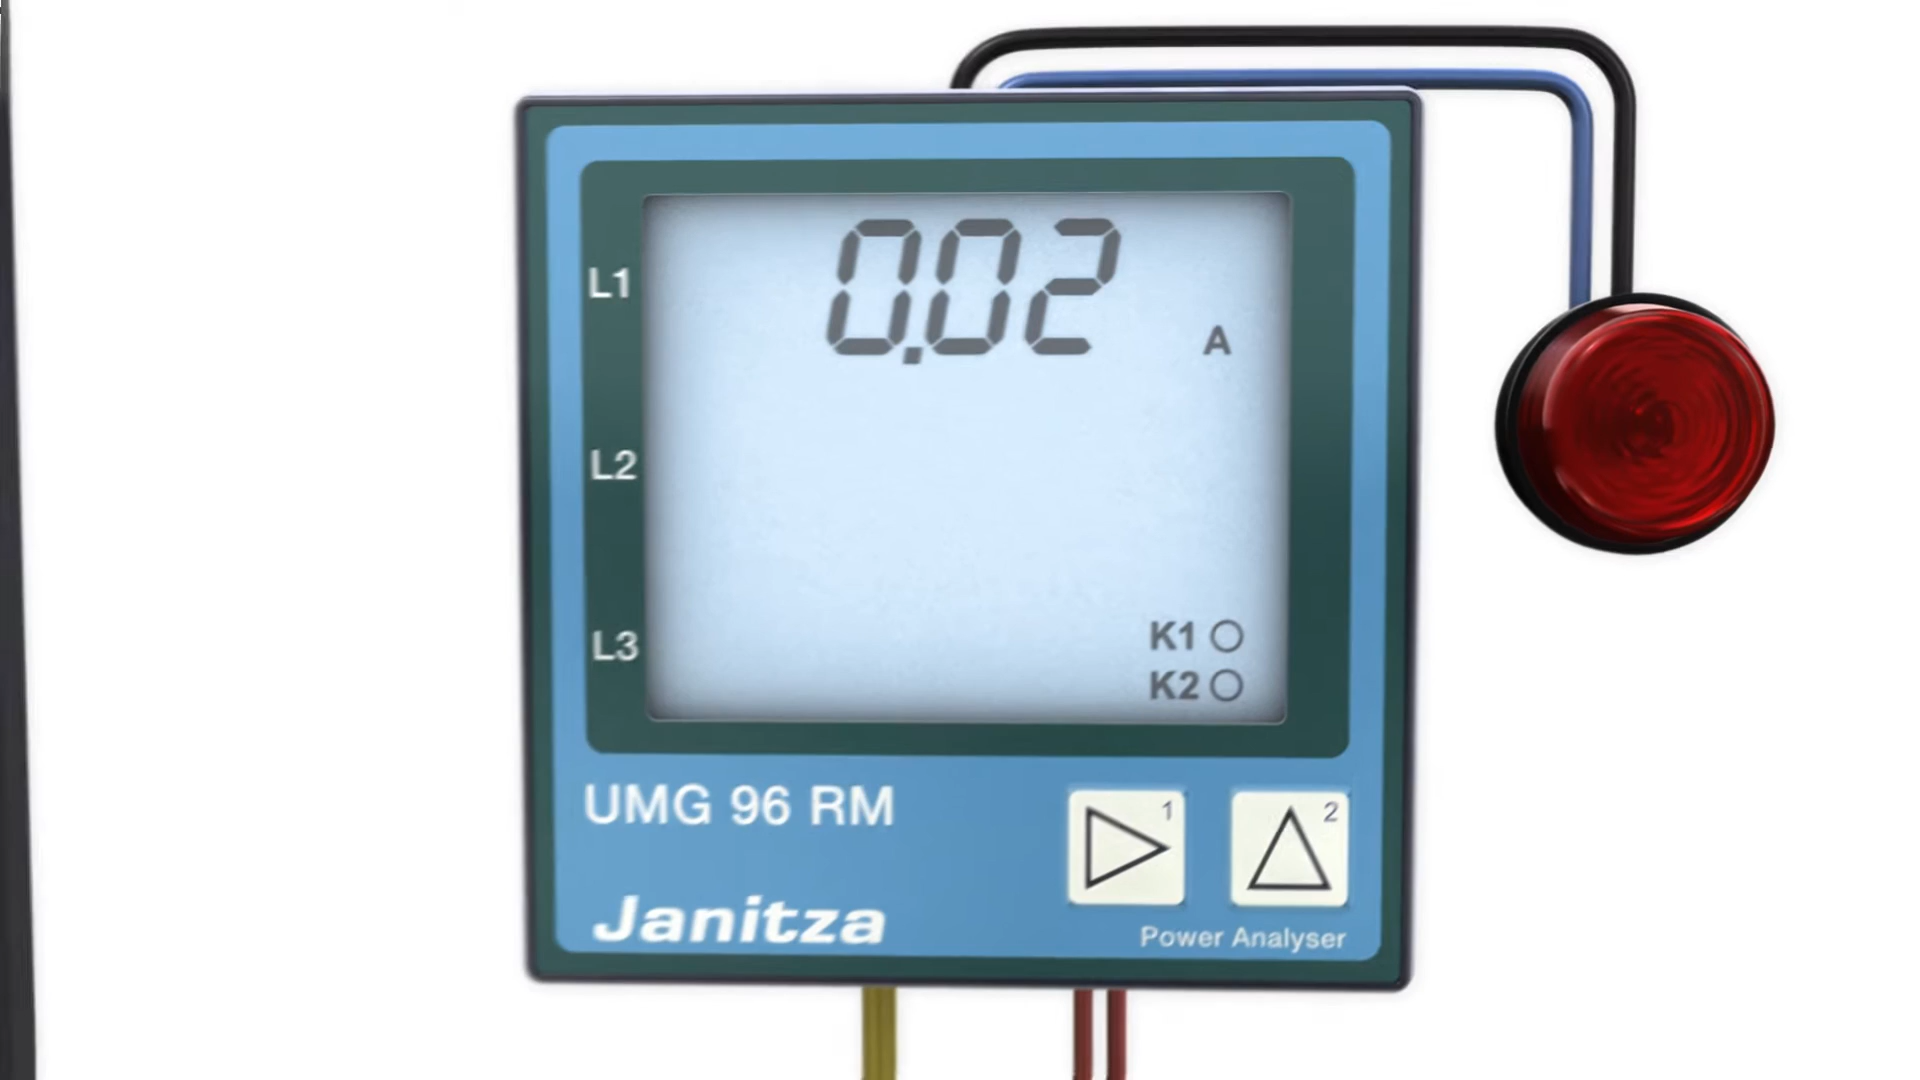 0.02
L1
A
L2
L3
K1
K2
UMG 96 RM
1
2
Janitza
Power Analyser